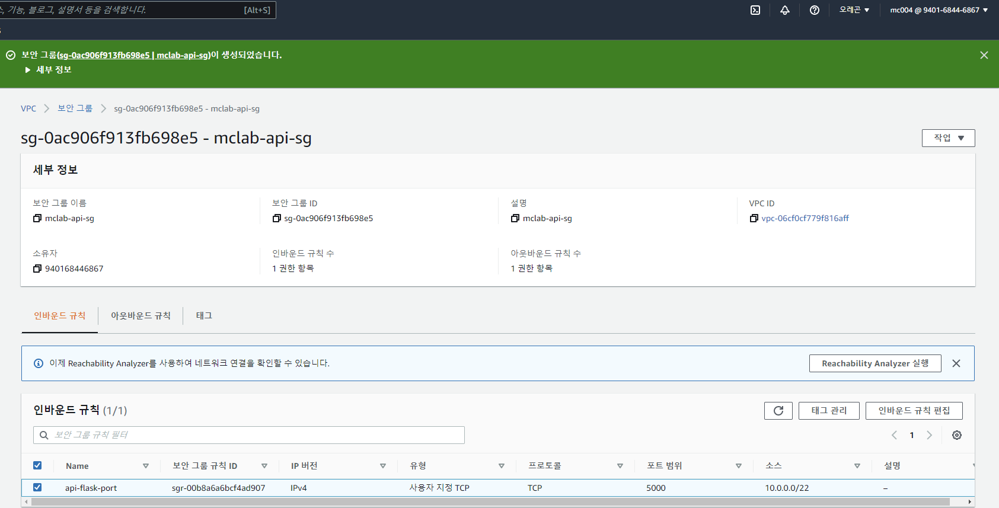 스, 기능, 블로그, 설명서 등을 검색합니다. [Alt+S] 오레곤 ▼ mc004 @ 9401-6844-6867 ▼
보안 그룹(sg-0ac906f913fb698e5 | mclab-api-sg)이 생성되었습니다.
▶ 세부 정보
VPC > 보안 그룹 > sg-0ac906f913fb698e5 - mclab-api-sg
sg-0ac906f913fb698e5 - mclab-api-sg 작업 ▼
세부 정보
보안 그룹 이름 보안 그룹 ID 설명 VPC ID
mclab-api-sg sg-0ac906f913fb698e5 mclab-api-sg vpc-06cf0cf779f816aff
소유자 인바운드 규칙 수 아웃바운드 규칙 수
940168446867 1 권한 항목 1 권한 항목
인바운드 규칙 아웃바운드 규칙 태그
이제 Reachability Analyzer를 사용하여 네트워크 연결을 확인할 수 있습니다. Reachability Analyzer 실행
인바운드 규칙 (1/1) 태그 관리 인바운드 규칙 편집
보안 그룹 규칙 필터 1
Name 보안 그룹 규칙 ID IP 버전 유형 프로토콜 포트 범위 소스 설명
api-flask-port sgr-00b8a6a6bcf4ad907 IPv4 사용자 지정 TCP TCP 5000 10.0.0.0/22 –